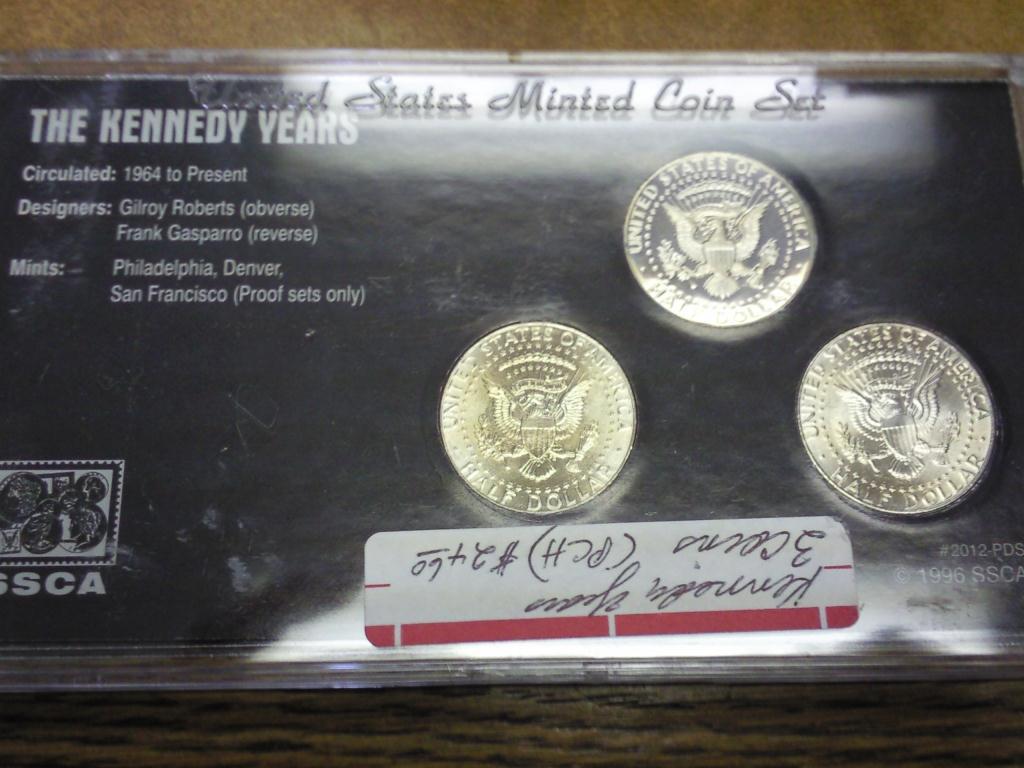 United States Minted Coin Set
THE KENNEDY YEARS
Circulated: 1964 to Present
Designers: Gilroy Roberts (obverse)
Frank Gasparro (reverse)
Mints: Philadelphia, Denver,
San Francisco (Proof sets only)
UNITED STATES OF AMERICA
HALF DOLLAR
UNITED STATES OF AMERICA
HALF DOLLAR
UNITED STATES OF AMERICA
HALF DOLLAR
SSCA
Kennedy Years
3 Coins (PCH) #2460
#2012-PDS
© 1996 SSCA